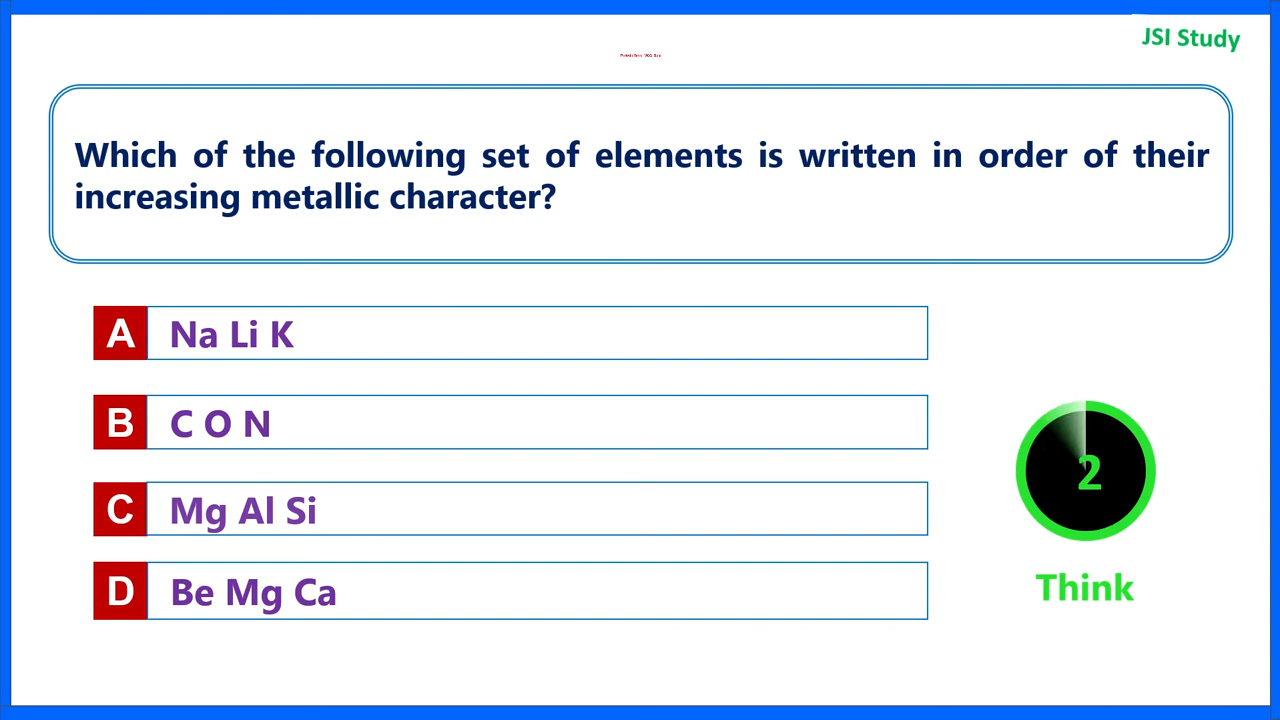 JSI Study
Which of the following set of elements is written in order of their
increasing metallic character?
A Na Li K
B C O N
C Mg Al Si
D Be Mg Ca
2
Think